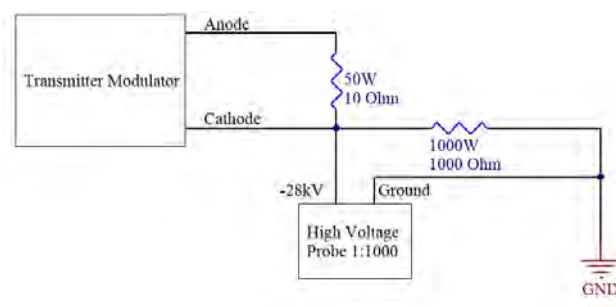 Anode
Transmitter Modulator
50W
10 Ohm
Cathode
1000W
1000 Ohm
-28kV
Ground
High Voltage
Probe 1:1000
GND